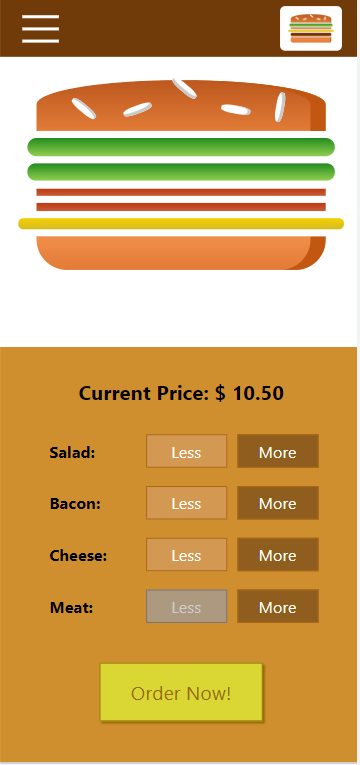 Current Price: $ 10.50
Salad: Less More
Bacon: Less More
Cheese: Less More
Meat: Less More
Order Now!